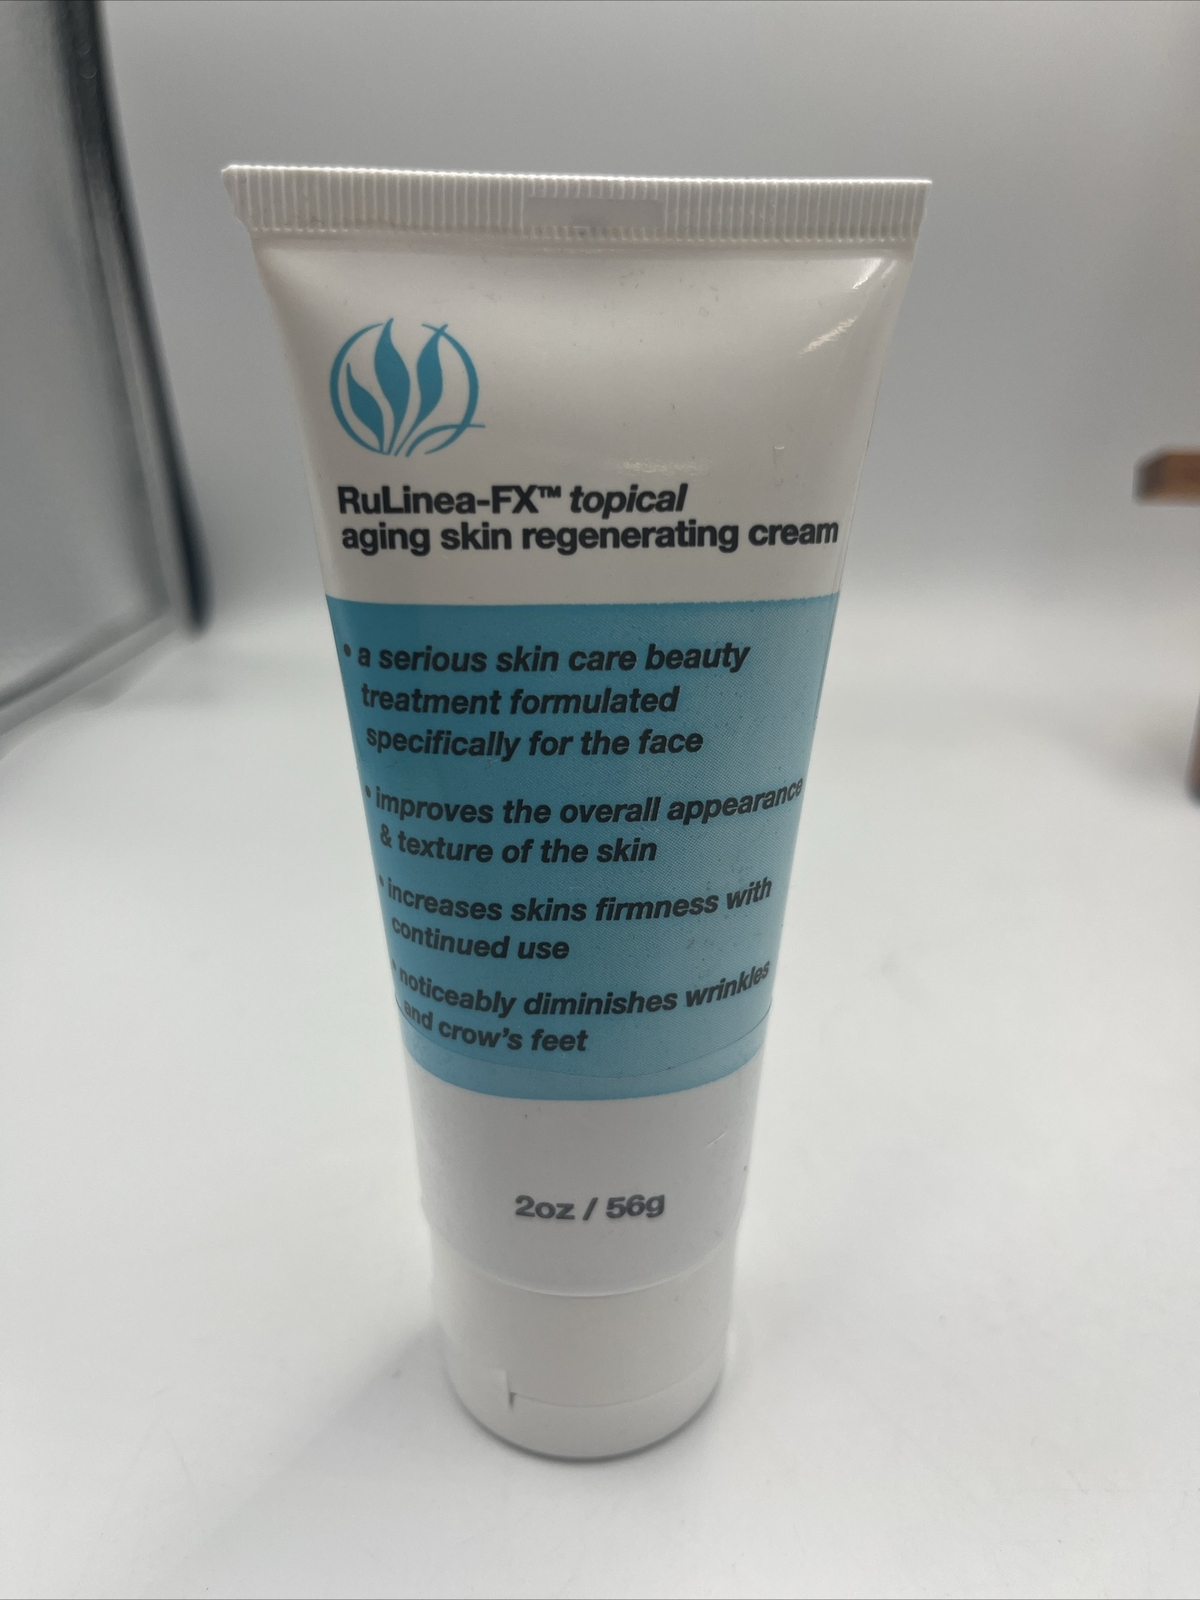 RuLinea-FX™ topical
aging skin regenerating cream
• a serious skin care beauty
treatment formulated
specifically for the face
• improves the overall appearance
& texture of the skin
• increases skins firmness with
continued use
• noticeably diminishes wrinkles
and crow's feet
2oz / 56g